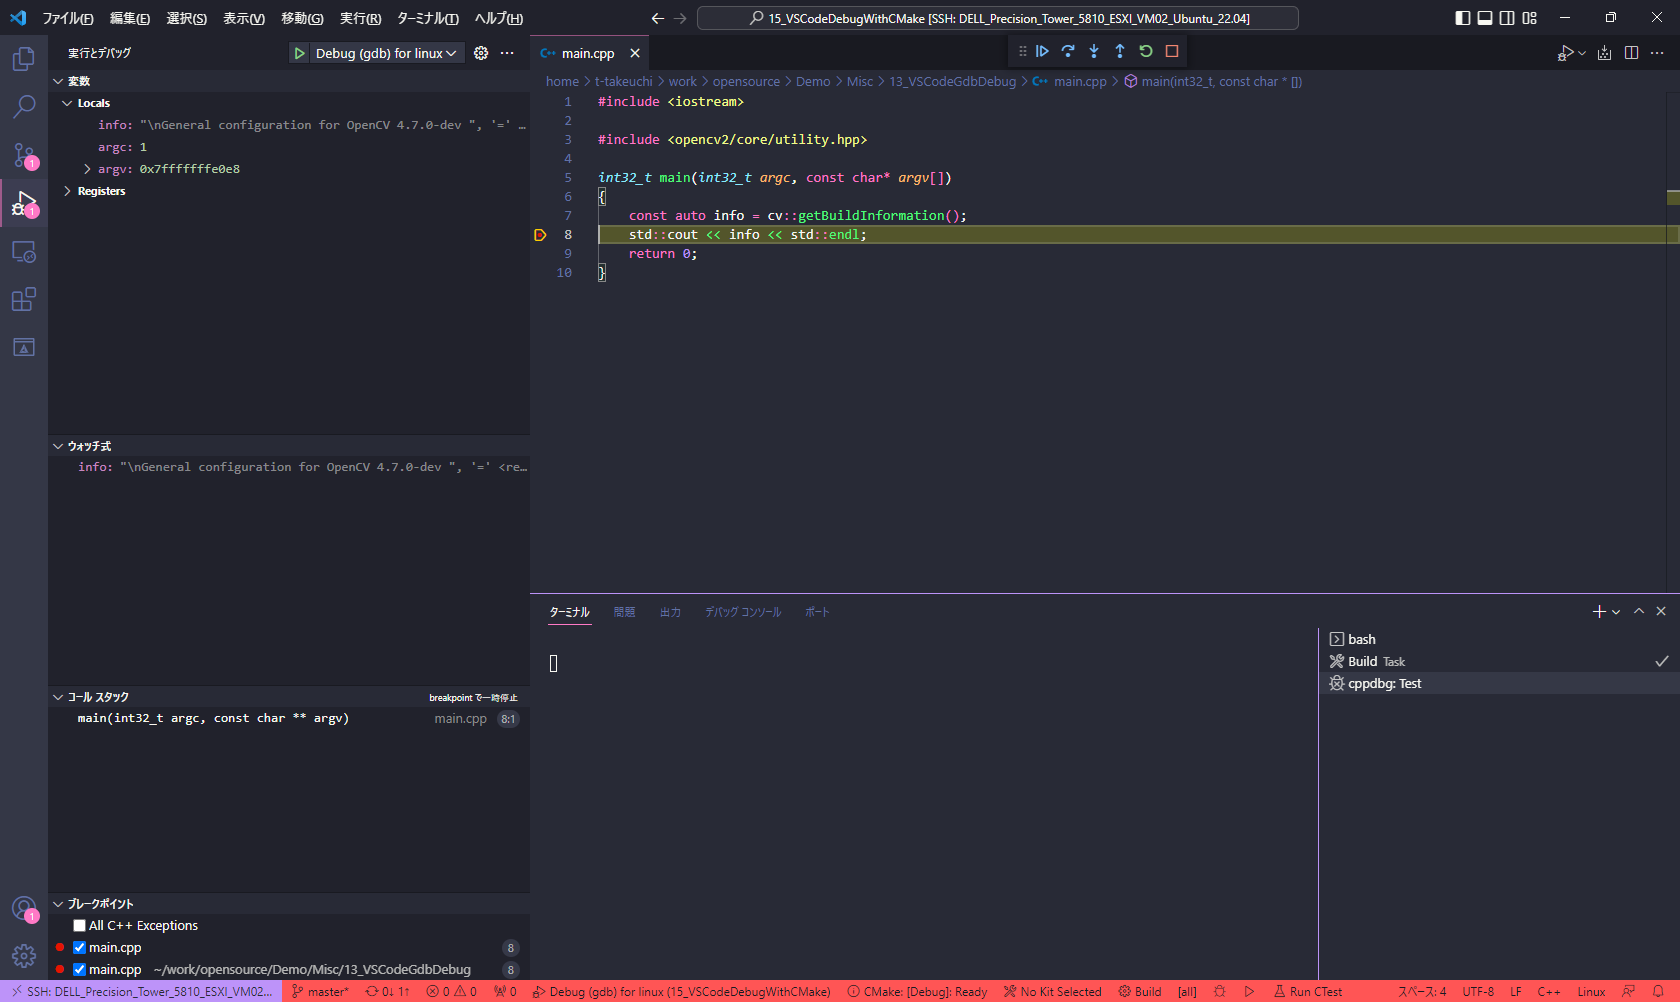 ファイル(F) 編集(E) 選択(S) 表示(V) 移動(G) 実行(R) ターミナル(T) ヘルプ(H) 15_VSCodeDebugWithCMake [SSH: DELL_Precision_Tower_5810_ESXI_VM02_Ubuntu_22.04]
実行とデバッグ Debug (gdb) for linux
変数
Locals
info: "\nGeneral configuration for OpenCV 4.7.0-dev ", '=' …
argc: 1
argv: 0x7fffffffe0e8
Registers
ウォッチ式
info: "\nGeneral configuration for OpenCV 4.7.0-dev ", '=' <re…
コール スタック breakpoint で一時停止
main(int32_t argc, const char ** argv) main.cpp 8:1
ブレークポイント
All C++ Exceptions
main.cpp 8
main.cpp ~/work/opensource/Demo/Misc/13_VSCodeGdbDebug 8
1
1
1
main.cpp
home > t-takeuchi > work > opensource > Demo > Misc > 13_VSCodeGdbDebug > main.cpp > main(int32_t, const char * [])
1 #include <iostream>
2
3 #include <opencv2/core/utility.hpp>
4
5 int32_t main(int32_t argc, const char* argv[])
6 {
7 const auto info = cv::getBuildInformation();
8 std::cout << info << std::endl;
9 return 0;
10 }
ターミナル 問題 出力 デバッグ コンソール ポート
bash
Build Task
cppdbg: Test
SSH: DELL_Precision_Tower_5810_ESXI_VM02… master* 0↓ 1↑ 0 0 0 Debug (gdb) for linux (15_VSCodeDebugWithCMake) CMake: [Debug]: Ready No Kit Selected Build [all] Run CTest スペース: 4 UTF-8 LF C++ Linux